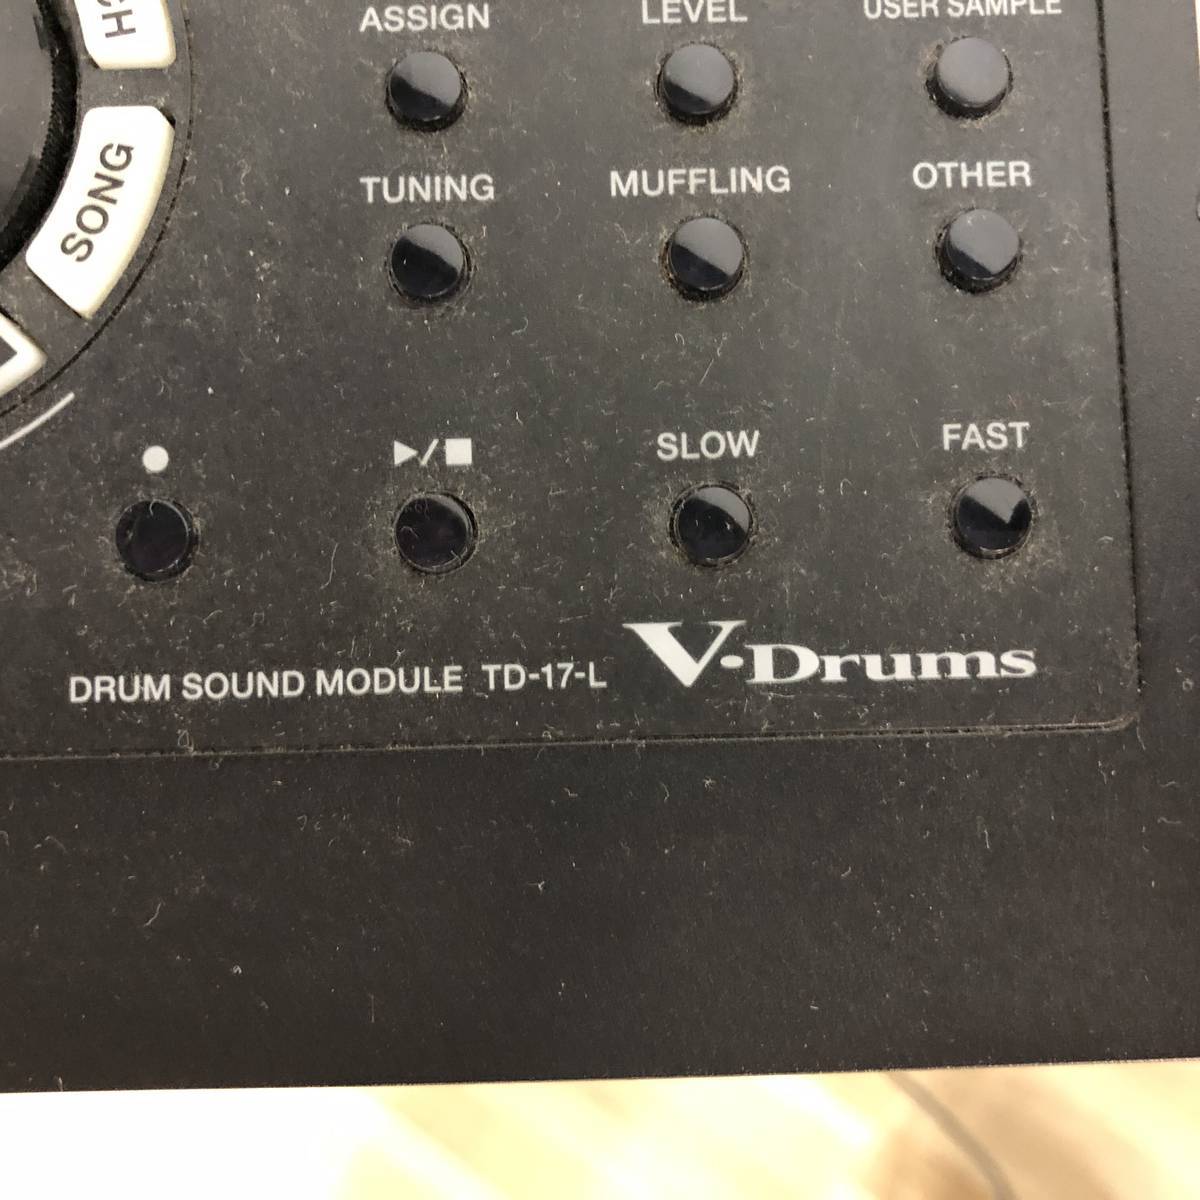 ASSIGN LEVEL USER SAMPLE
SONG
TUNING MUFFLING OTHER
SLOW FAST
DRUM SOUND MODULE TD-17-L V-Drums